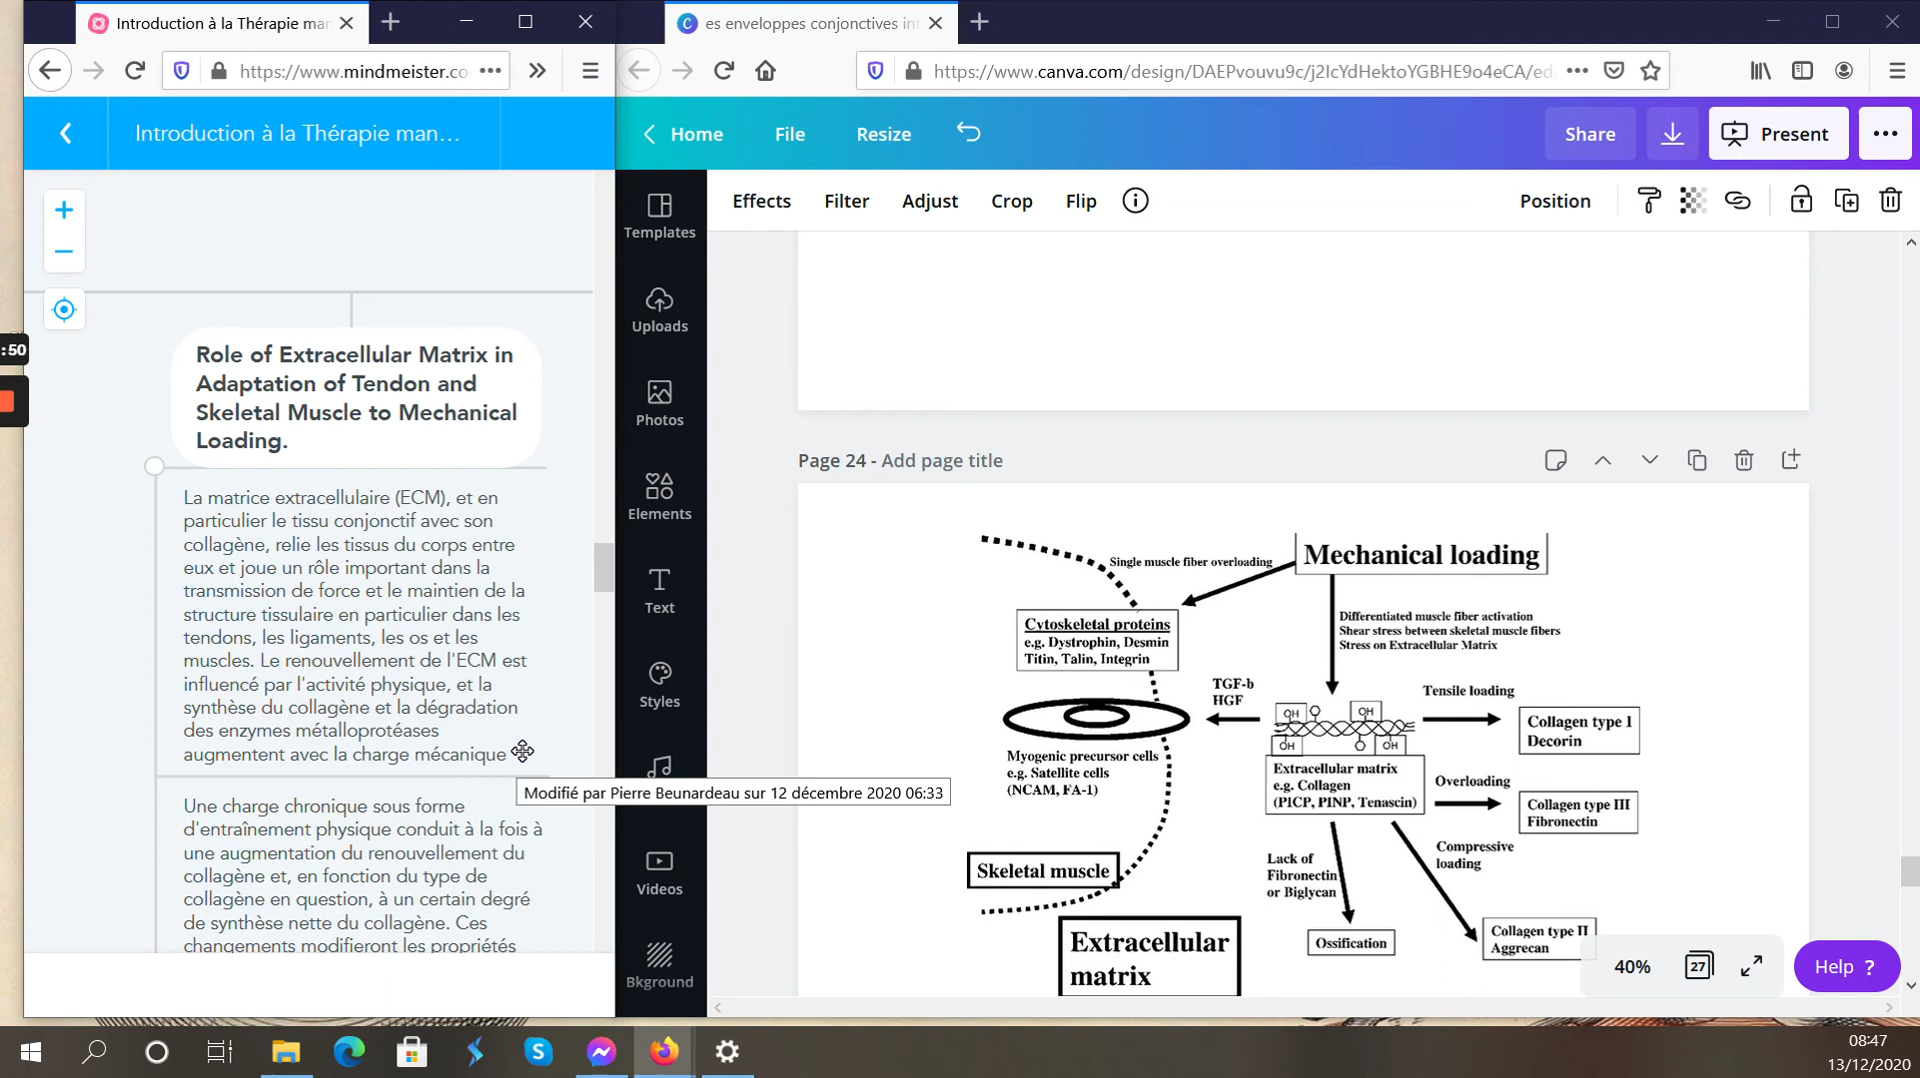 Introduction à la Thérapie man
es enveloppes conjonctives int
https://www.mindmeister.co
https://www.canva.com/design/DAEPvouvu9c/j2IcYdHektoYGBHE9o4eCA/ed
Introduction à la Thérapie man...
Home
File
Resize
Share
Present
Effects
Filter
Adjust
Crop
Flip
Position
Templates
Uploads
Photos
Elements
Text
Styles
Videos
Bkground
:50
Role of Extracellular Matrix in
Adaptation of Tendon and
Skeletal Muscle to Mechanical
Loading.
La matrice extracellulaire (ECM), et en
particulier le tissu conjonctif avec son
collagène, relie les tissus du corps entre
eux et joue un rôle important dans la
transmission de force et le maintien de la
structure tissulaire en particulier dans les
tendons, les ligaments, les os et les
muscles. Le renouvellement de l'ECM est
influencé par l'activité physique, et la
synthèse du collagène et la dégradation
des enzymes métalloprotéases
augmentent avec la charge mécanique
Modifié par Pierre Beunardeau sur 12 décembre 2020 06:33
Une charge chronique sous forme
d'entraînement physique conduit à la fois à
une augmentation du renouvellement du
collagène et, en fonction du type de
collagène en question, à un certain degré
de synthèse nette du collagène. Ces
changements modifieront les propriétés
Page 24 - Add page title
Mechanical loading
Single muscle fiber overloading
Cytoskeletal proteins
e.g. Dystrophin, Desmin
Titin, Talin, Integrin
Differentiated muscle fiber activation
Shear stress between skeletal muscle fibers
Stress on Extracellular Matrix
TGF-b
HGF
OH
OH
OH
OH
Tensile loading
Collagen type I
Decorin
Myogenic precursor cells
e.g. Satellite cells
(NCAM, FA-1)
Extracellular matrix
e.g. Collagen
(PICP, PINP, Tenascin)
Overloading
Collagen type III
Fibronectin
Compressive
loading
Lack of
Fibronectin
or Biglycan
Skeletal muscle
Ossification
Collagen type II
Aggrecan
Extracellular
matrix
40%
27
Help ?
08:47
13/12/2020